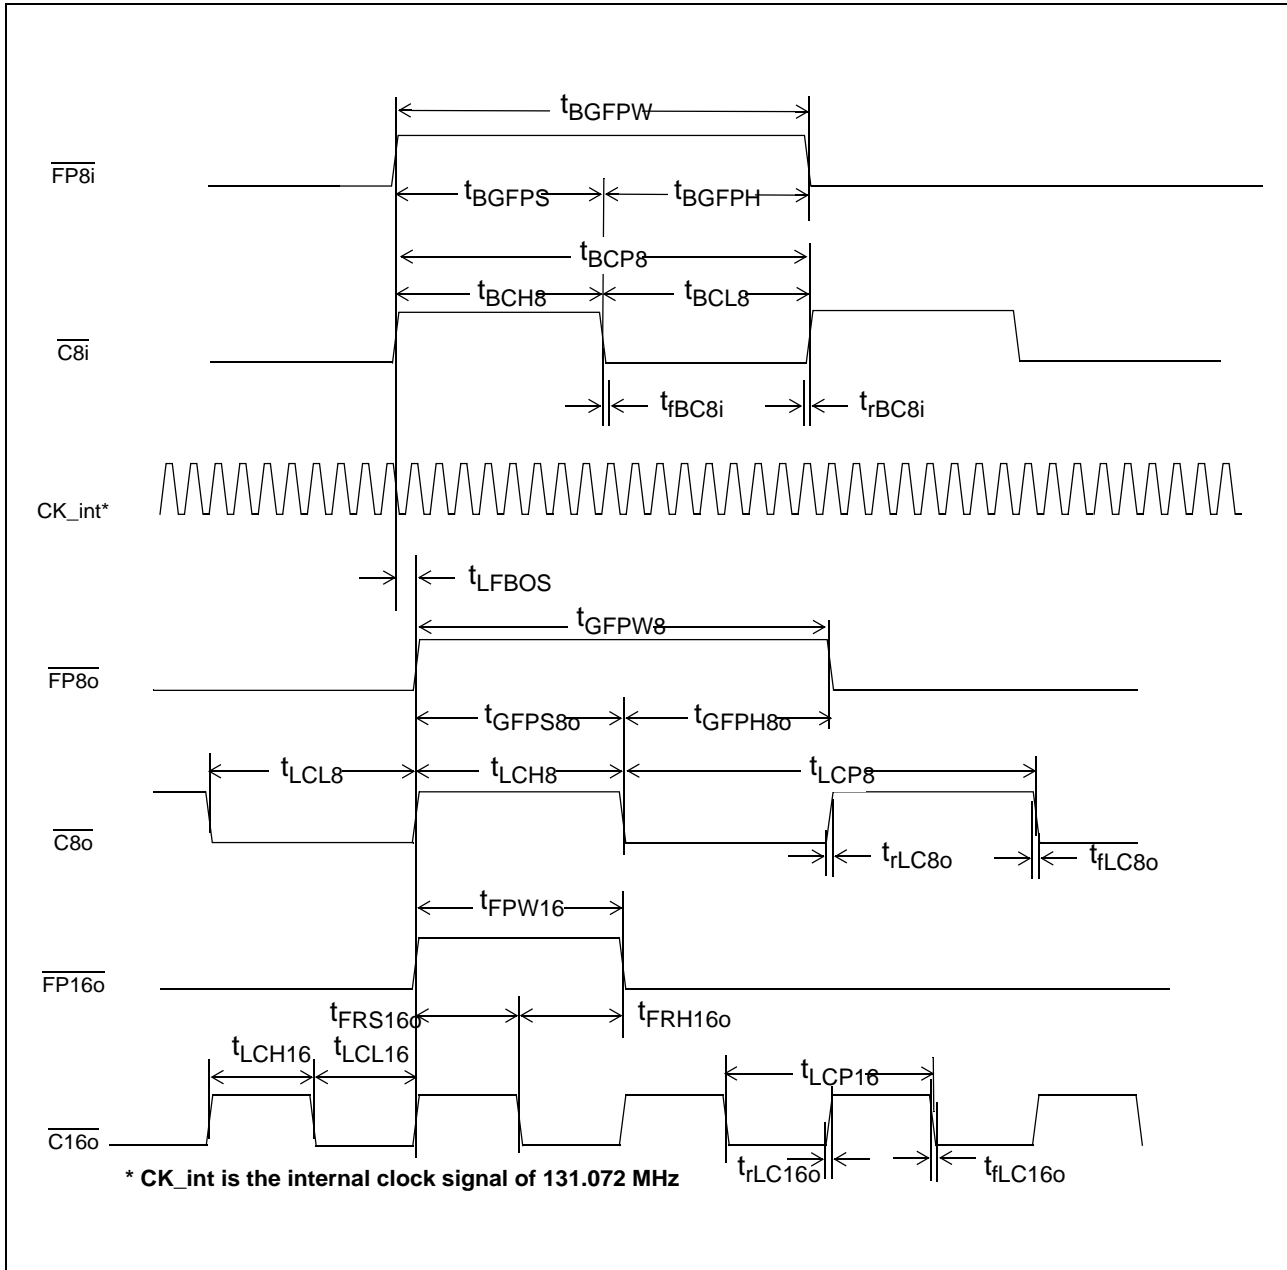 tBGFPW
FP8i
tBGFPS tBGFPH
tBCP8
tBCH8 tBCL8
C8i
tfBC8i trBC8i
CK_int*
tLFBOS
tGFPW8
FP8o
tGFPS8o tGFPH8o
tLCL8 tLCH8 tLCP8
C8o
trLC8o tfLC8o
tFPW16
FP16o
tFRS16o tFRH16o
tLCH16 tLCL16 tLCP16
C16o
trLC16o tfLC16o
* CK_int is the internal clock signal of 131.072 MHz